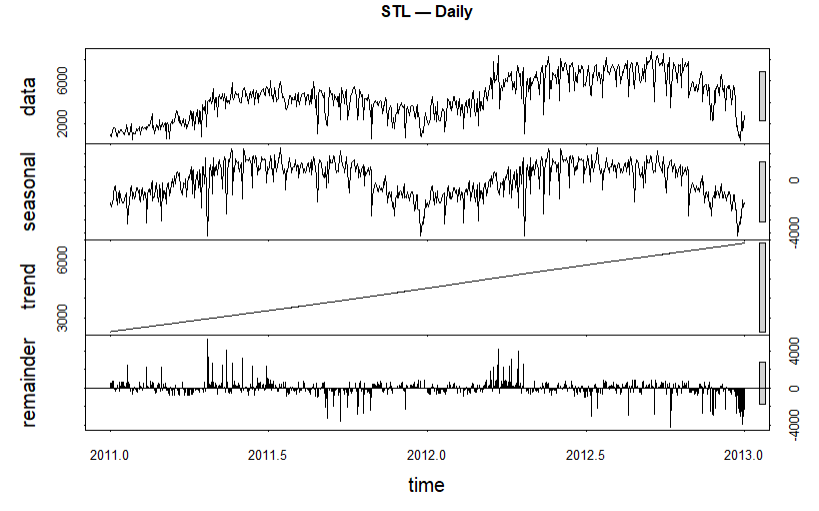 STL — Daily
data
2000 6000
seasonal
-4000 0
trend
3000 6000
remainder
-4000 0 4000
2011.0 2011.5 2012.0 2012.5 2013.0
time